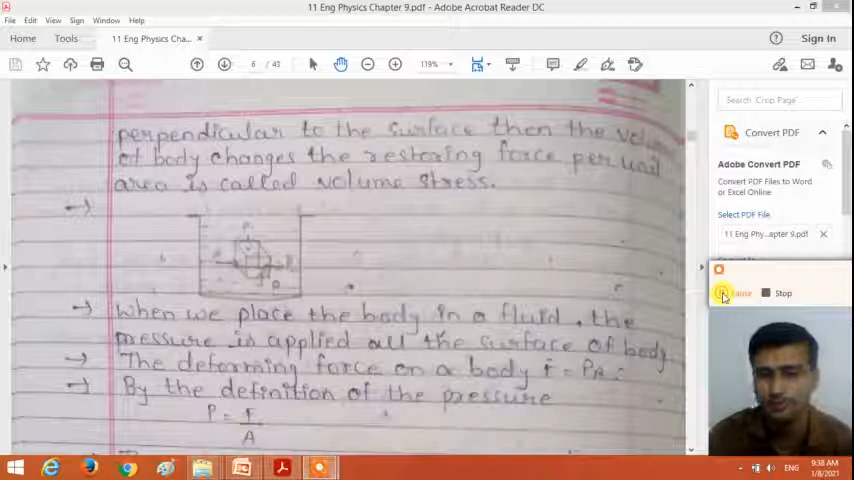 11 Eng Physics Chapter 9.pdf - Adobe Acrobat Reader DC
File Edit View Sign Window Help
Home Tools 11 Eng Physics Cha... × Sign In
6 / 43 119%
perpendicular to the surface then the volu
of body changes the restoring force per unit
area is called volume stress.
→
→ When we place the body in a fluid, the
pressure is applied all the surface of body
→ The deforming force on a body F = PA
→ By the definition of the pressure
P = F
A
Search 'Crop Page'
Convert PDF
Adobe Convert PDF
Convert PDF Files to Word
or Excel Online
Select PDF File
11 Eng Phy...apter 9.pdf ×
Stop
ENG
9:38 AM
1/8/2021